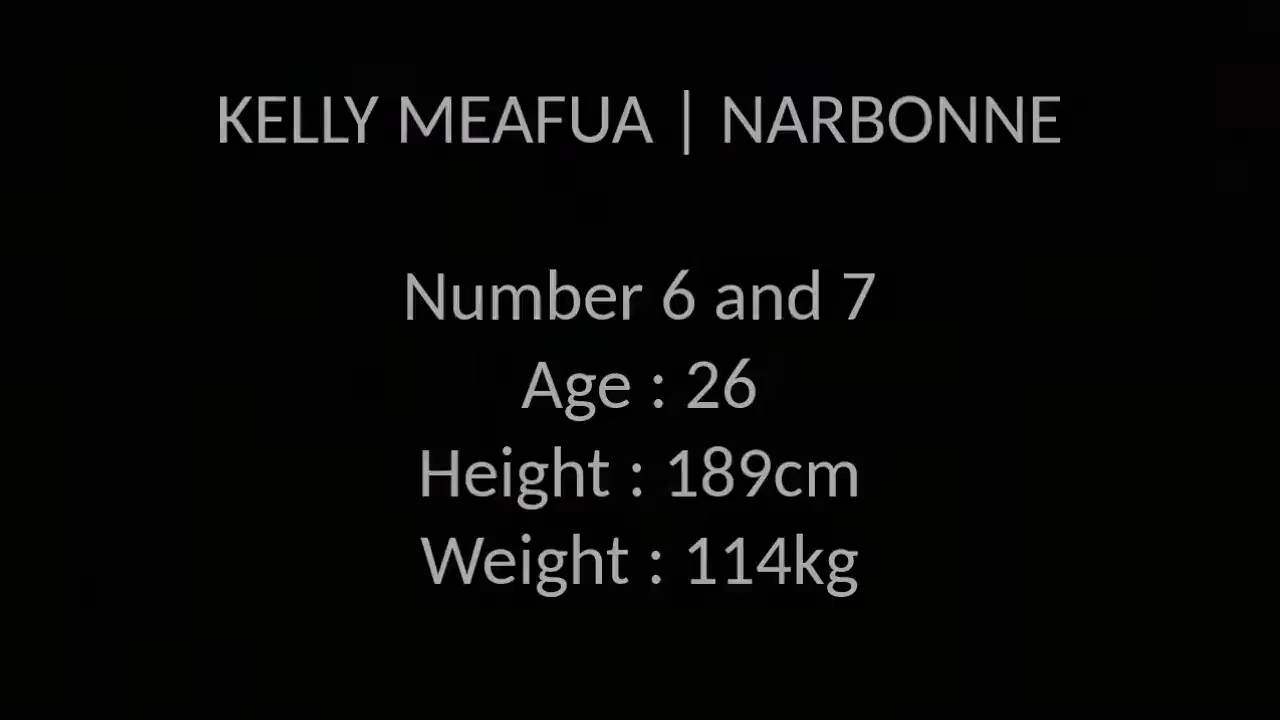 KELLY MEAFUA | NARBONNE
Number 6 and 7
Age : 26
Height : 189cm
Weight : 114kg